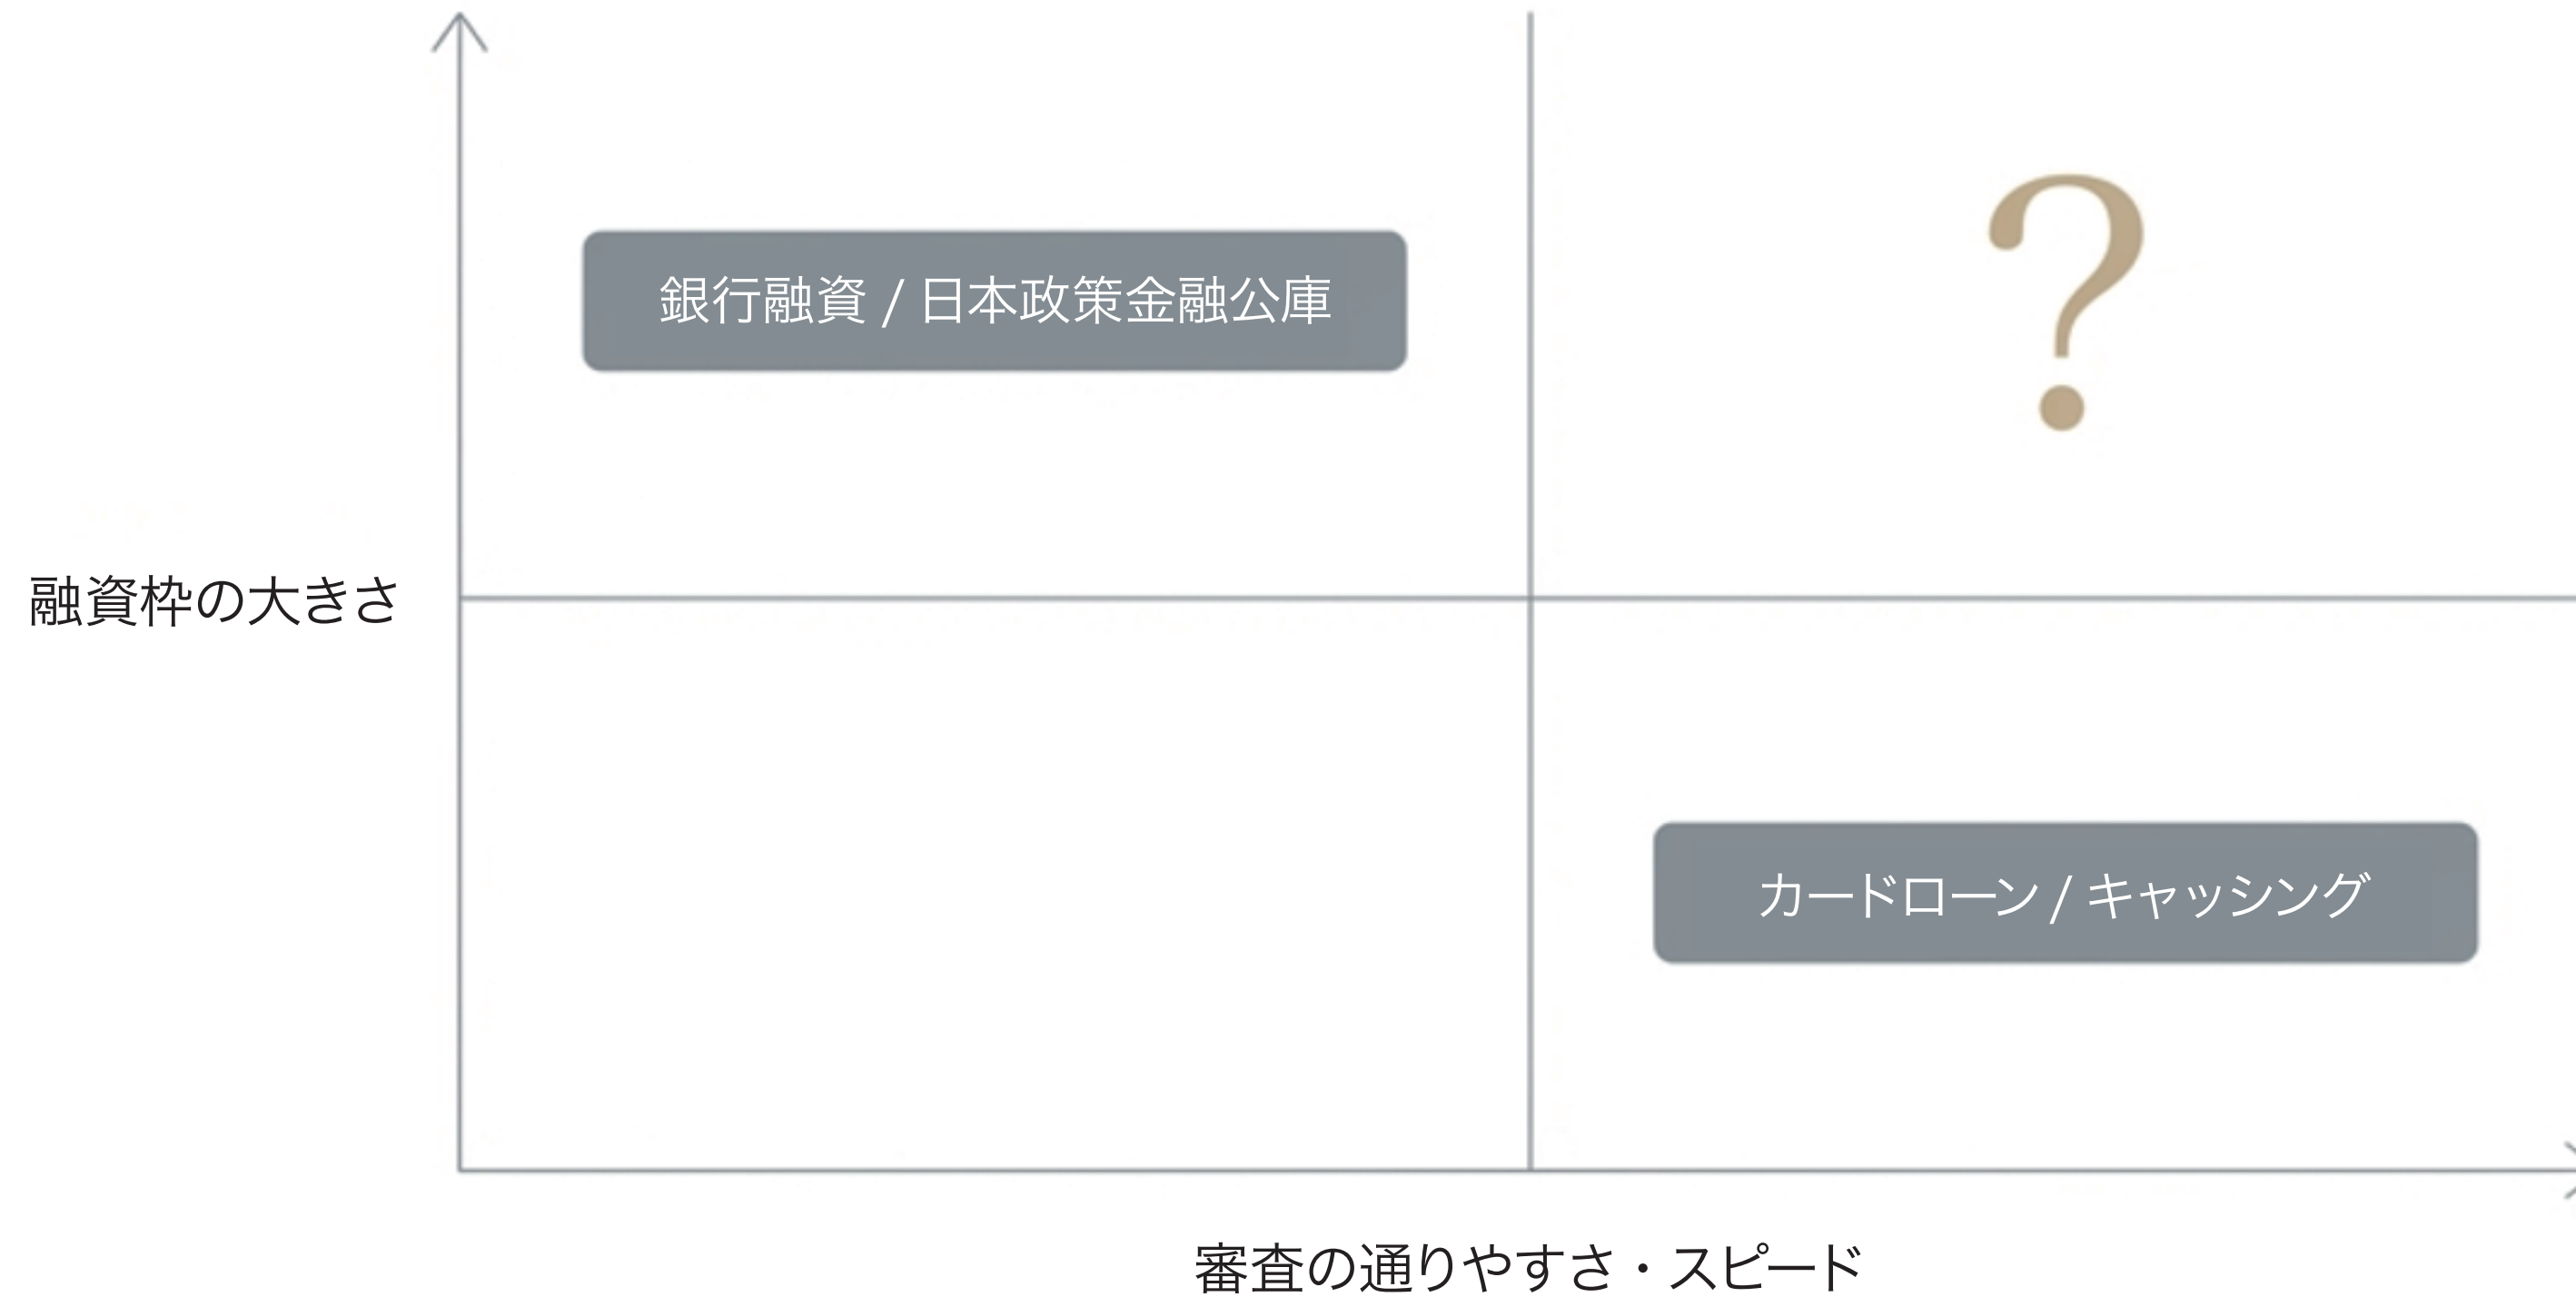 銀行融資 / 日本政策金融公庫
?
融資枠の大きさ
カードローン / キャッシング
審査の通りやすさ・スピード